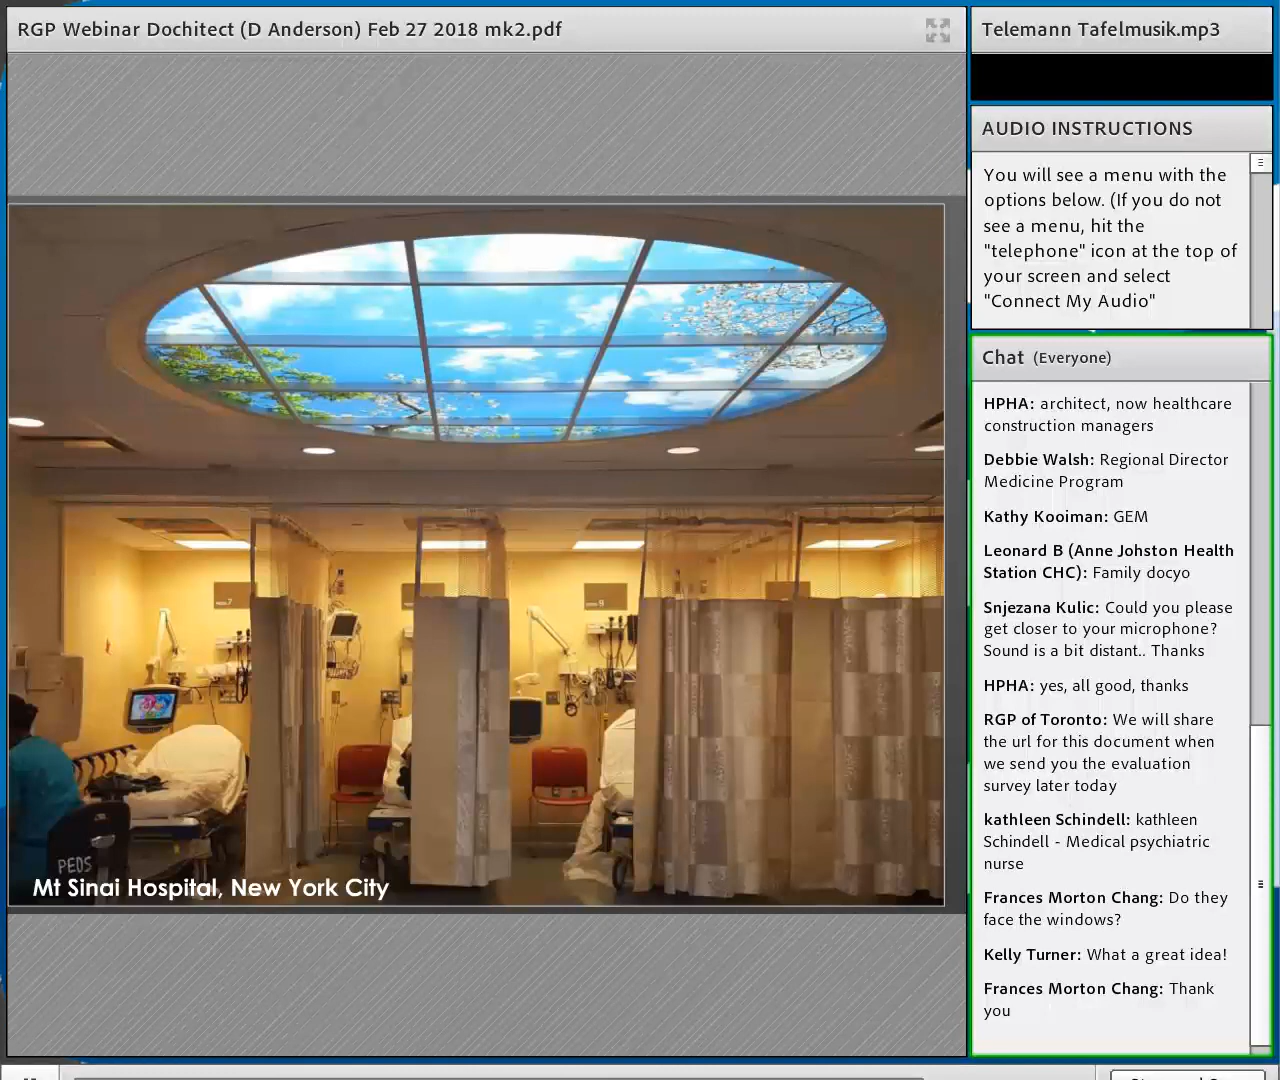 RGP Webinar Dochitect (D Anderson) Feb 27 2018 mk2.pdf
Mt Sinai Hospital, New York City
PEDS
7
9
Telemann Tafelmusik.mp3
AUDIO INSTRUCTIONS
You will see a menu with the
options below. (If you do not
see a menu, hit the
"telephone" icon at the top of
your screen and select
"Connect My Audio"
Chat (Everyone)
HPHA: architect, now healthcare
construction managers
Debbie Walsh: Regional Director
Medicine Program
Kathy Kooiman: GEM
Leonard B (Anne Johston Health
Station CHC): Family docyo
Snjezana Kulic: Could you please
get closer to your microphone?
Sound is a bit distant.. Thanks
HPHA: yes, all good, thanks
RGP of Toronto: We will share
the url for this document when
we send you the evaluation
survey later today
kathleen Schindell: kathleen
Schindell - Medical psychiatric
nurse
Frances Morton Chang: Do they
face the windows?
Kelly Turner: What a great idea!
Frances Morton Chang: Thank
you